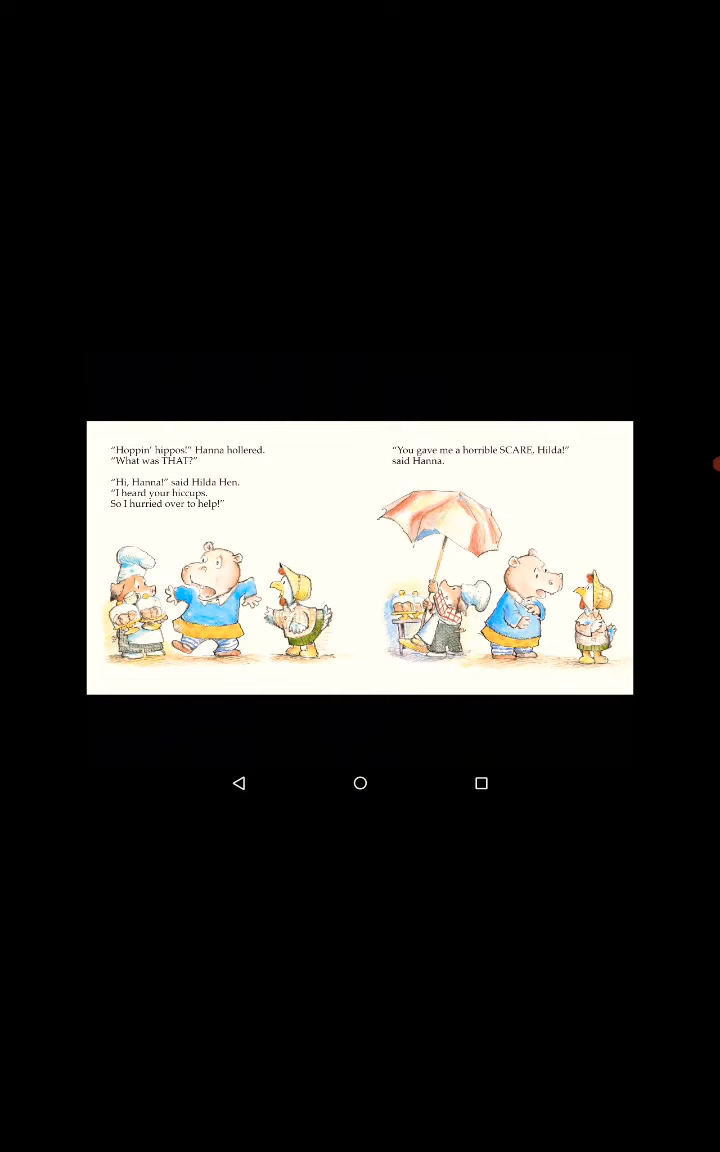 “Hoppin’ hippos!” Hanna hollered.
“What was THAT?”
“Hi, Hanna!” said Hilda Hen.
“I heard your hiccups.
So I hurried over to help!”
“You gave me a horrible SCARE, Hilda!”
said Hanna.